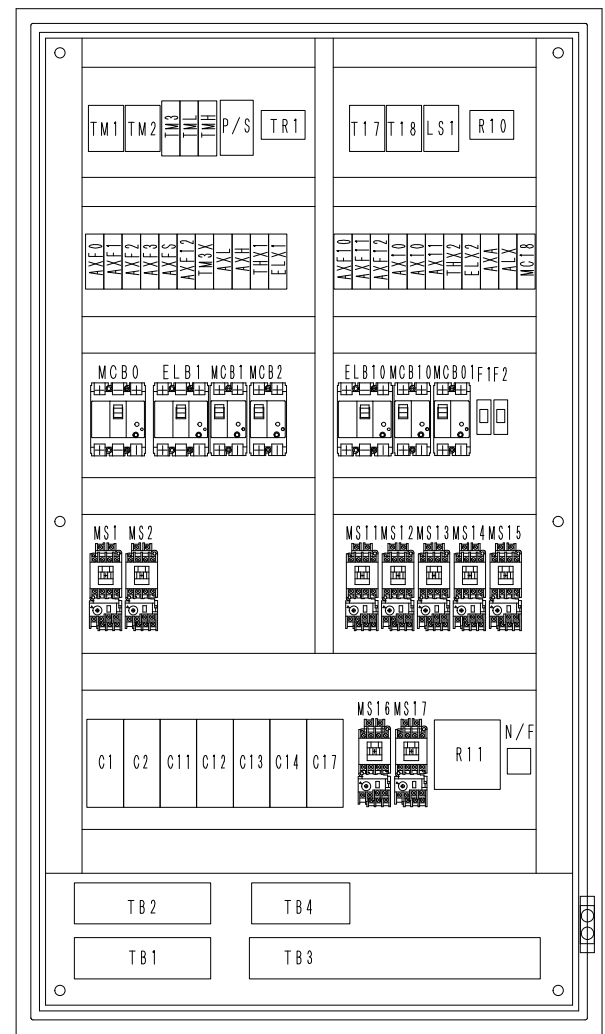 TM1 TM2 TM3 TML TMH P/S TR1 T17 T18 LS1 R10
AXF0 AXF1 AXF2 AXF3 AXFS AXF12 TM3X AXL AXH THX1 ELX1 AXF10 AXF11 AXF12 AX10 AX10 AX11 THX2 ELX2 AXA ALX MC18
MCB0 ELB1 MCB1 MCB2 ELB10 MCB10 MCB01 F1 F2
MS1 MS2 MS11 MS12 MS13 MS14 MS15
MS16 MS17
C1 C2 C11 C12 C13 C14 C17 R11 N/F
TB2 TB4
TB1 TB3